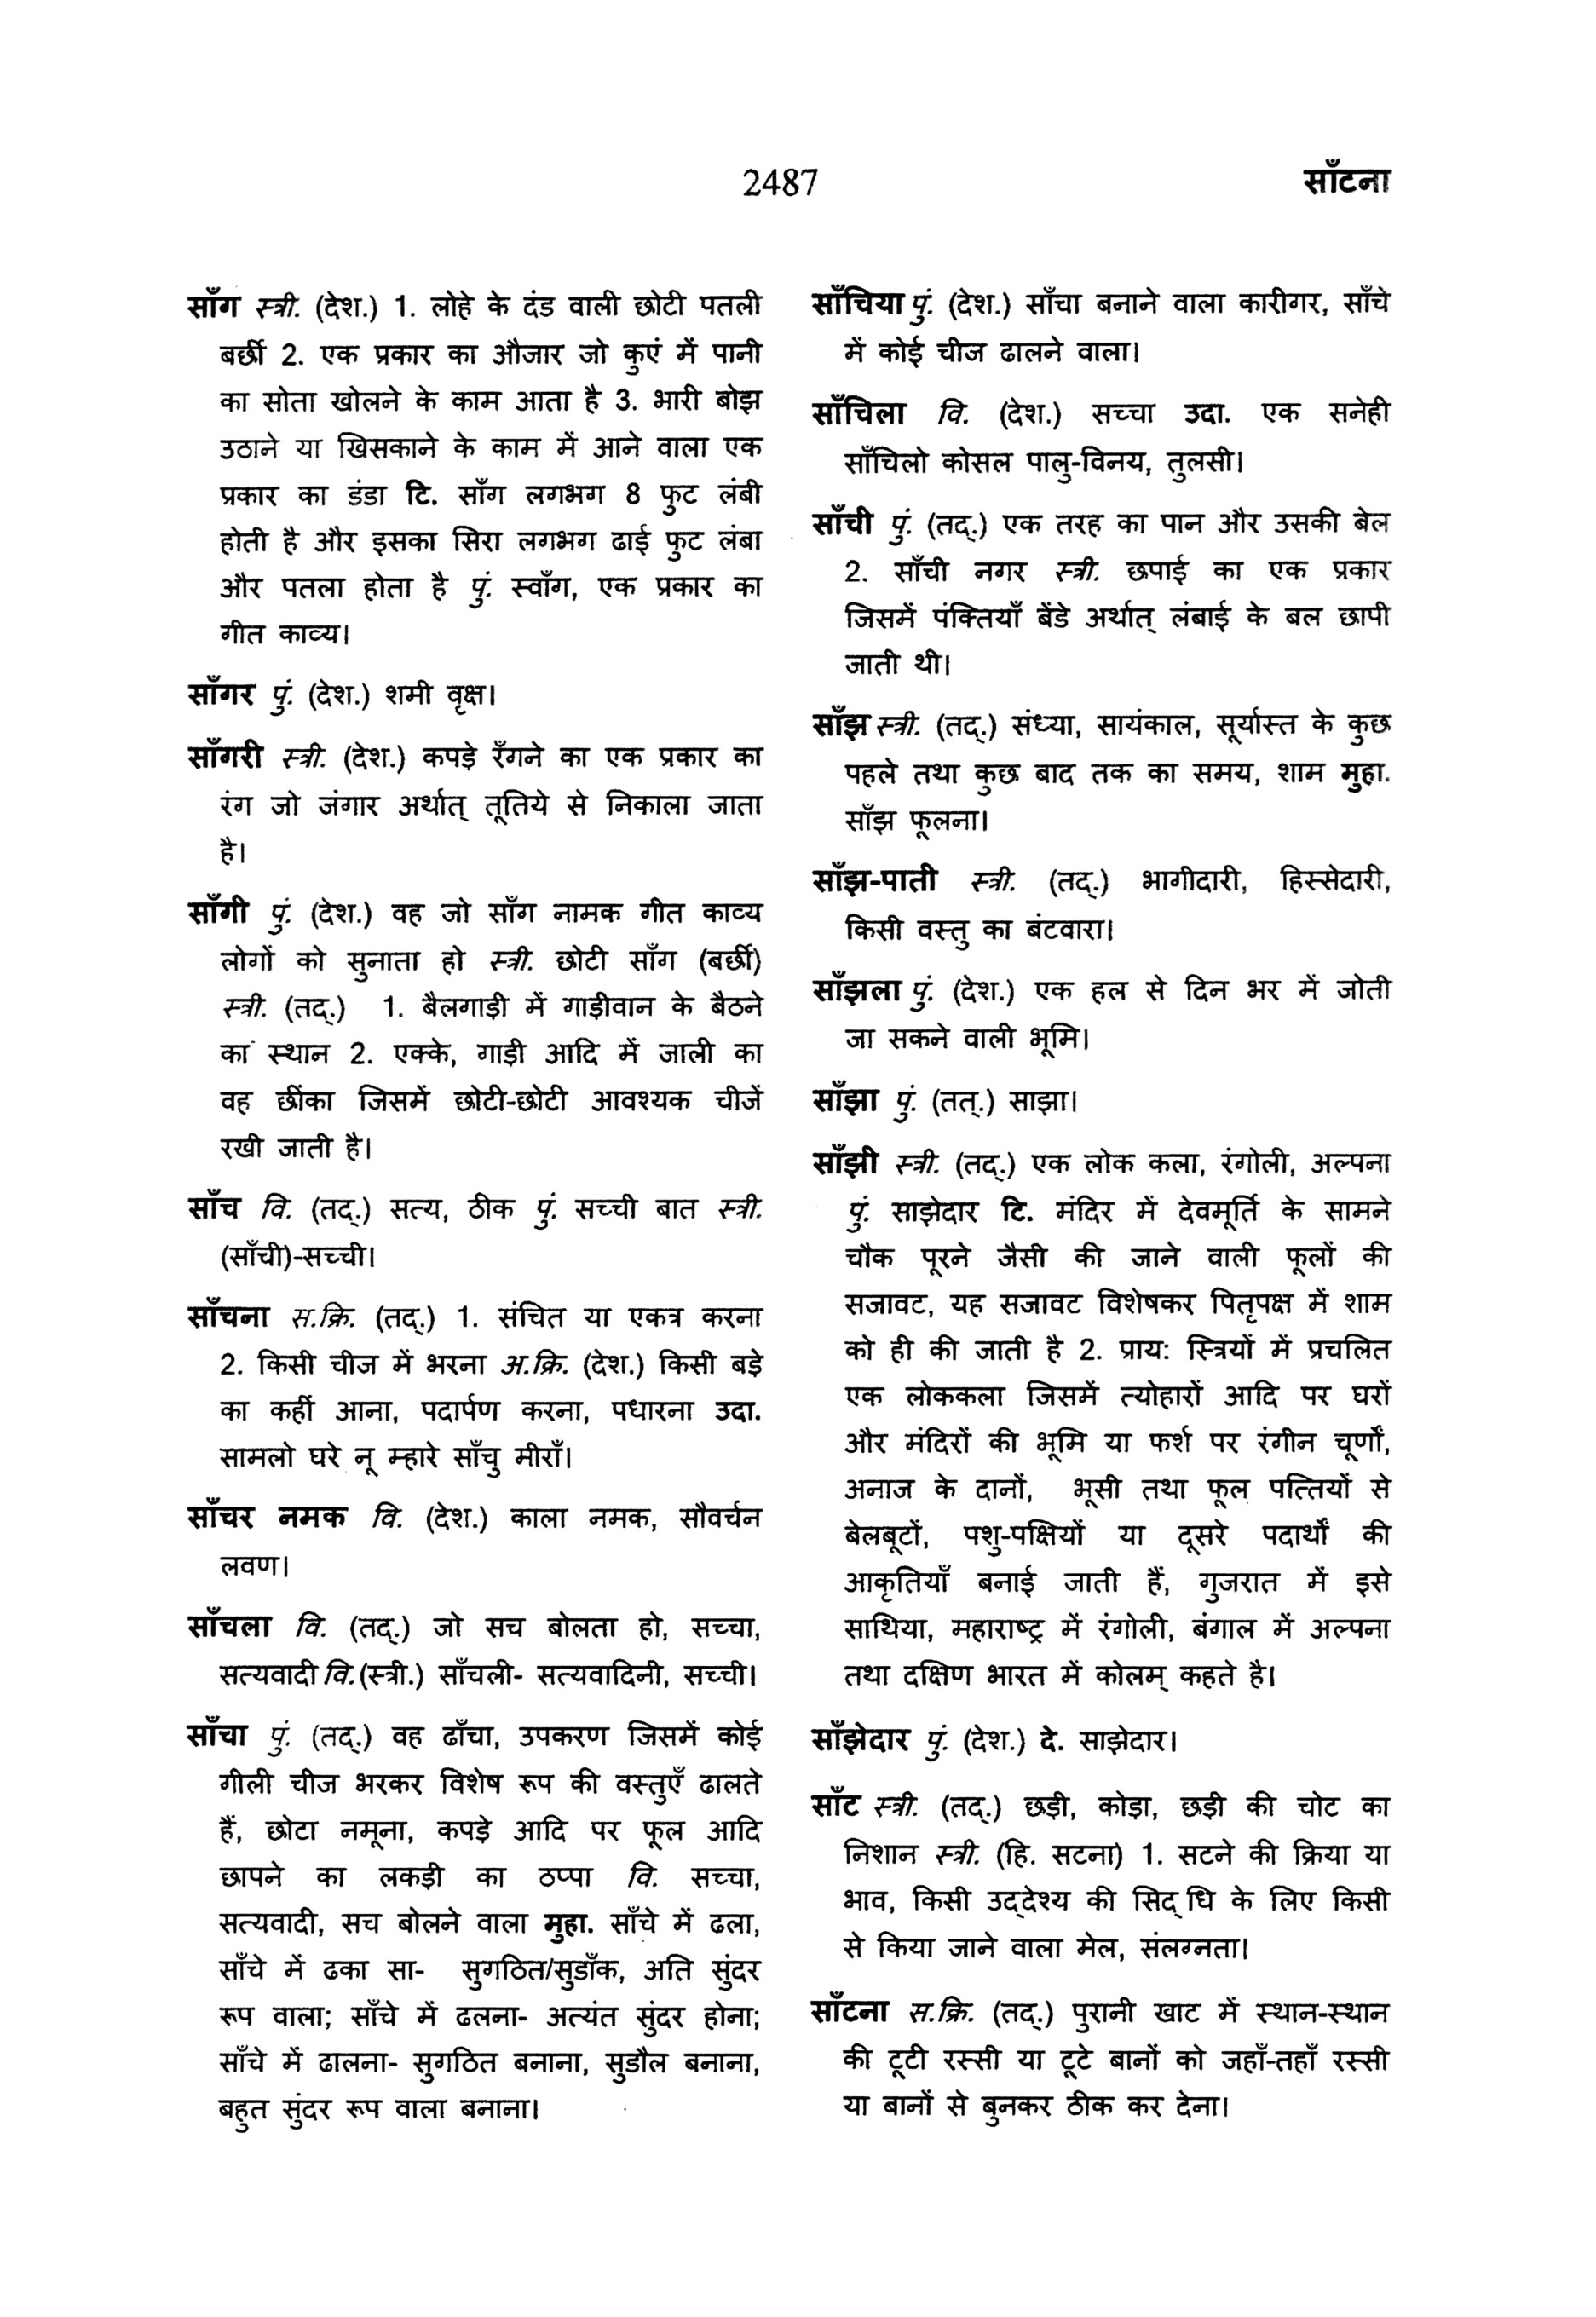 2487
साँटना
साँग स्त्री. (देश.) 1. लोहे के दंड वाली छोटी पतली
बर्छी 2. एक प्रकार का औजार जो कुएं में पानी
का सोता खोलने के काम आता है 3. भारी बोझ
उठाने या खिसकाने के काम में आने वाला एक
प्रकार का डंडा टि. साँग लगभग 8 फुट लंबी
होती है और इसका सिरा लगभग ढाई फुट लंबा
और पतला होता है पुं. स्वाँग, एक प्रकार का
गीत काव्य।
साँगर पुं. (देश.) शमी वृक्ष।
साँगरी स्त्री. (देश.) कपड़े रँगने का एक प्रकार का
रंग जो जंगार अर्थात् तूतिये से निकाला जाता
है।
साँगी पुं. (देश.) वह जो साँग नामक गीत काव्य
लोगों को सुनाता हो स्त्री. छोटी साँग (बर्छी)
स्त्री. (तद्.) 1. बैलगाड़ी में गाड़ीवान के बैठने
का स्थान 2. एक्के, गाड़ी आदि में जाली का
वह छींका जिसमें छोटी-छोटी आवश्यक चीजें
रखी जाती है।
साँच वि. (तद्.) सत्य, ठीक पुं. सच्ची बात स्त्री.
(साँची)-सच्ची।
साँचना स.क्रि. (तद्.) 1. संचित या एकत्र करना
2. किसी चीज में भरना अ.क्रि. (देश.) किसी बड़े
का कहीं आना, पदार्पण करना, पधारना उदा.
सामलो घरे नू म्हारे साँचु मीराँ।
साँचर नमक वि. (देश.) काला नमक, सौवर्चन
लवण।
साँचला वि. (तद्.) जो सच बोलता हो, सच्चा,
सत्यवादी वि.(स्त्री.) साँचली- सत्यवादिनी, सच्ची।
साँचा पुं. (तद्.) वह ढाँचा, उपकरण जिसमें कोई
गीली चीज भरकर विशेष रूप की वस्तुएँ ढालते
हैं, छोटा नमूना, कपड़े आदि पर फूल आदि
छापने का लकड़ी का ठप्पा वि. सच्चा,
सत्यवादी, सच बोलने वाला मुहा. साँचे में ढला,
साँचे में ढका सा- सुगठित/सुडाँक, अति सुंदर
रूप वाला; साँचे में ढलना- अत्यंत सुंदर होना;
साँचे में ढालना- सुगठित बनाना, सुडौल बनाना,
बहुत सुंदर रूप वाला बनाना।
साँचिया पुं. (देश.) साँचा बनाने वाला कारीगर, साँचे
में कोई चीज ढालने वाला।
साँचिला वि. (देश.) सच्चा उदा. एक सनेही
साँचिलो कोसल पालु-विनय, तुलसी।
साँची पुं. (तद्.) एक तरह का पान और उसकी बेल
2. साँची नगर स्त्री. छपाई का एक प्रकार
जिसमें पंक्तियाँ बेंडे अर्थात् लंबाई के बल छापी
जाती थी।
साँझ स्त्री. (तद्.) संध्या, सायंकाल, सूर्यास्त के कुछ
पहले तथा कुछ बाद तक का समय, शाम मुहा.
साँझ फूलना।
साँझ-पाती स्त्री. (तद्.) भागीदारी, हिस्सेदारी,
किसी वस्तु का बंटवारा।
साँझला पुं. (देश.) एक हल से दिन भर में जोती
जा सकने वाली भूमि।
साँझा पुं. (तत्.) साझा।
साँझी स्त्री. (तद्.) एक लोक कला, रंगोली, अल्पना
पुं. साझेदार टि. मंदिर में देवमूर्ति के सामने
चौक पूरने जैसी की जाने वाली फूलों की
सजावट, यह सजावट विशेषकर पितृपक्ष में शाम
को ही की जाती है 2. प्राय: स्त्रियों में प्रचलित
एक लोककला जिसमें त्योहारों आदि पर घरों
और मंदिरों की भूमि या फर्श पर रंगीन चूर्णों,
अनाज के दानों, भूसी तथा फूल पत्तियों से
बेलबूटों, पशु-पक्षियों या दूसरे पदार्थों की
आकृतियाँ बनाई जाती हैं, गुजरात में इसे
साथिया, महाराष्ट्र में रंगोली, बंगाल में अल्पना
तथा दक्षिण भारत में कोलम् कहते है।
साँझेदार पुं. (देश.) दे. साझेदार।
साँट स्त्री. (तद्.) छड़ी, कोड़ा, छड़ी की चोट का
निशान स्त्री. (हि. सटना) 1. सटने की क्रिया या
भाव, किसी उद्देश्य की सिद्धि के लिए किसी
से किया जाने वाला मेल, संलग्नता।
साँटना स.क्रि. (तद्.) पुरानी खाट में स्थान-स्थान
की टूटी रस्सी या टूटे बानों को जहाँ-तहाँ रस्सी
या बानों से बुनकर ठीक कर देना।